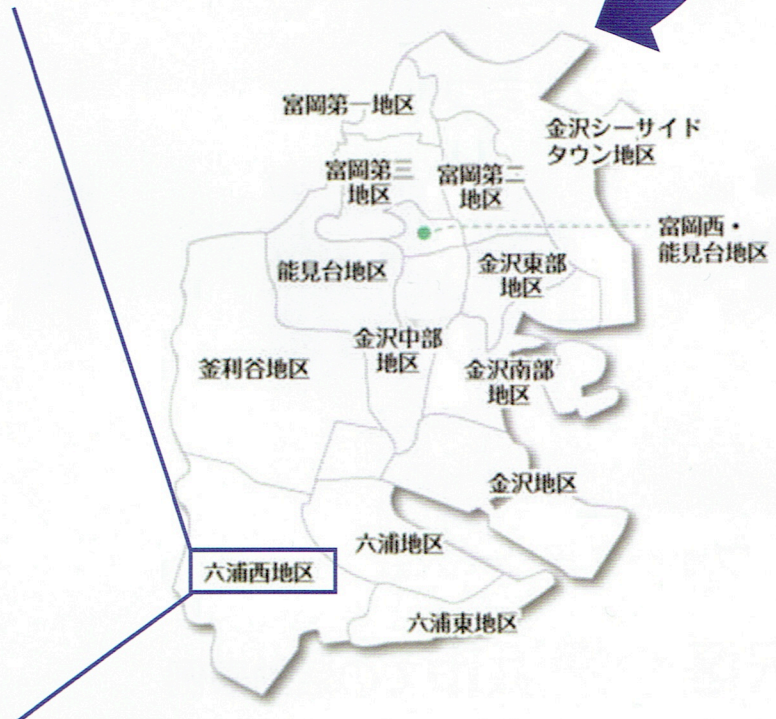 富岡第一地区
金沢シーサイド
タウン地区
富岡第三
地区
富岡第二
地区
富岡西・
能見台地区
能見台地区
金沢東部
地区
金沢中部
地区
釜利谷地区
金沢南部
地区
金沢地区
六浦地区
六浦西地区
六浦東地区